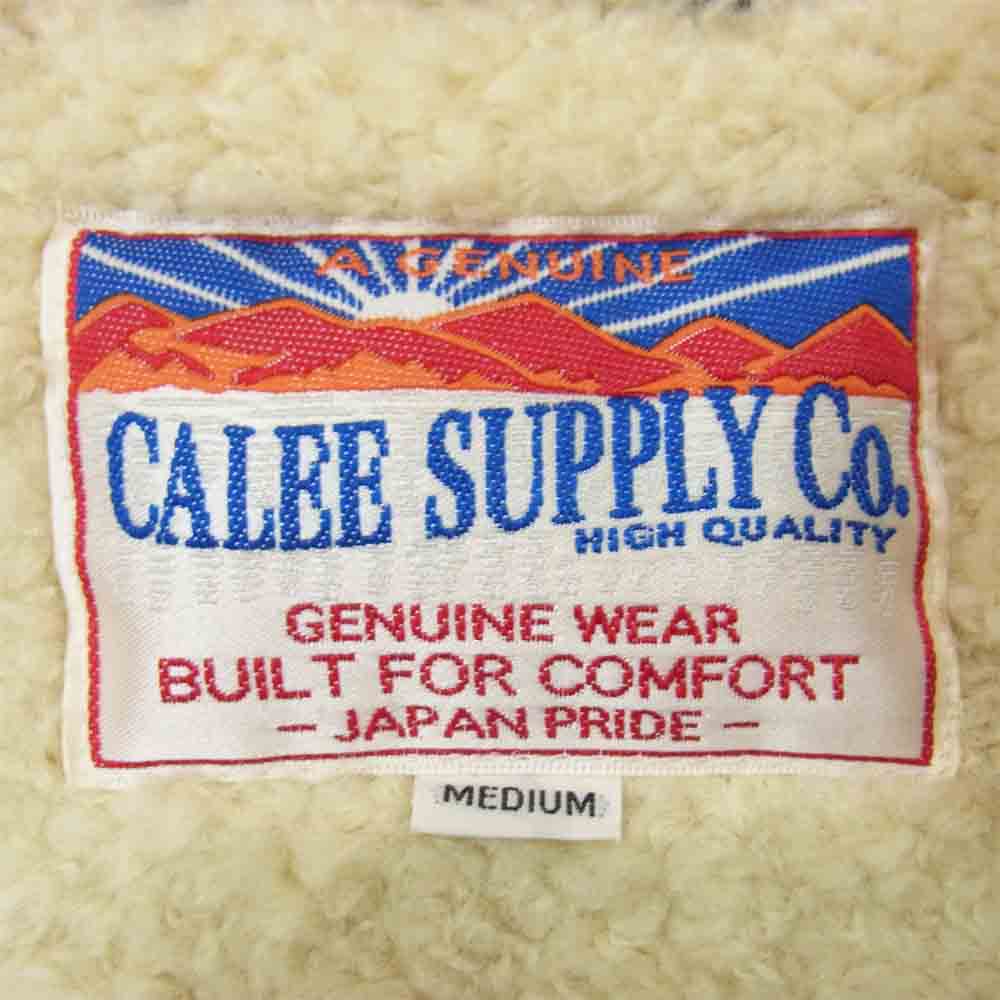 A GENUINE
CALEE SUPPLY Co.
HIGH QUALITY
GENUINE WEAR
BUILT FOR COMFORT
- JAPAN PRIDE -
MEDIUM